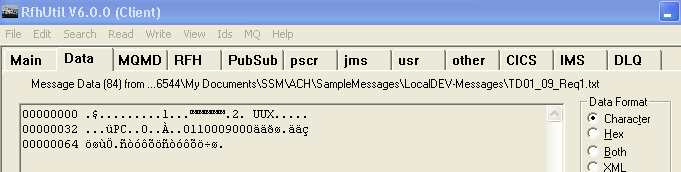 RfhUtil V6.0.0 (Client)
File Edit Search Read Write View Ids MQ Help
Main Data MQMD RFH PubSub pscr jms usr other CICS IMS DLQ
Message Data (84) from ...6544\My Documents\SSM\ACH\SampleMessages\LocalDEV-Messages\TD01_09_Req1.txt
Data Format
00000000 .$.........l...™™™™™™.2. UUX.....
Character
00000032 ...üPC..0..À..0110009000ääðø.ääç
Hex
00000064 öøùÖ.ñòóôõöñòóôõö÷ø.
Both
XML